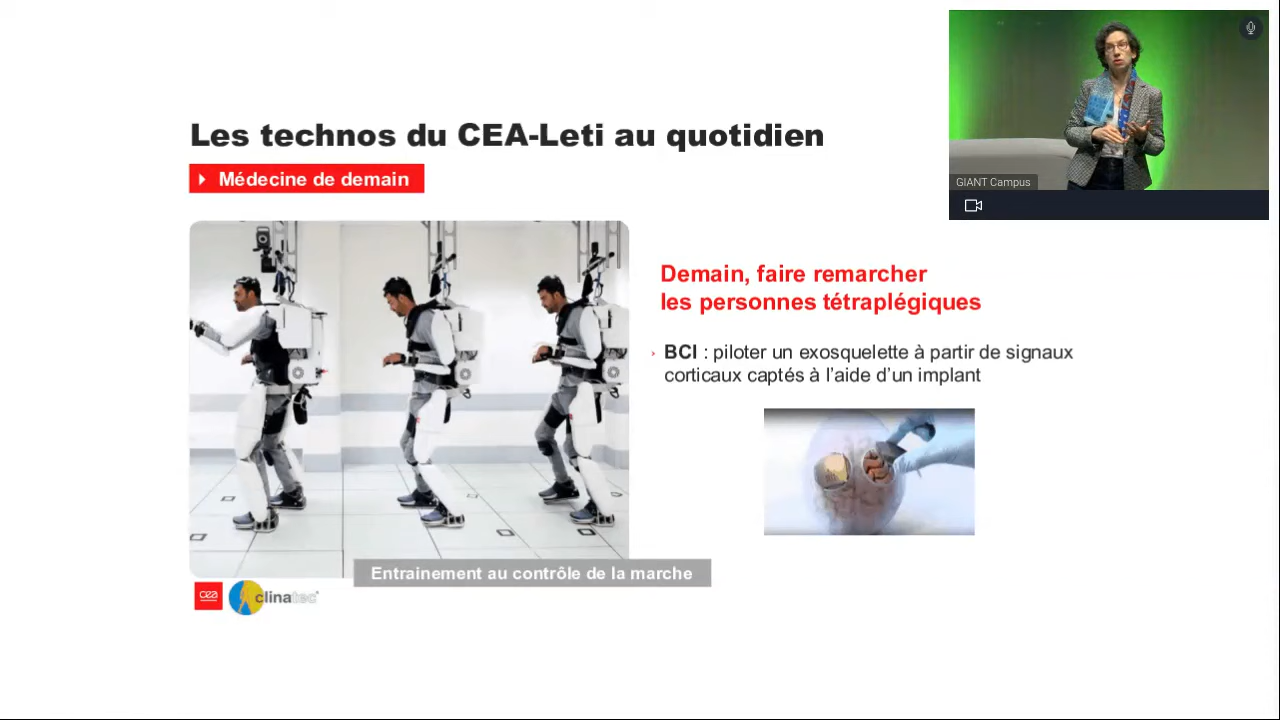 Les technos du CEA-Leti au quotidien
Médecine de demain
GIANT Campus
Demain, faire remarcher
les personnes tétraplégiques
BCI : piloter un exosquelette à partir de signaux
corticaux captés à l'aide d'un implant
Entrainement au contrôle de la marche
cea
clinatec